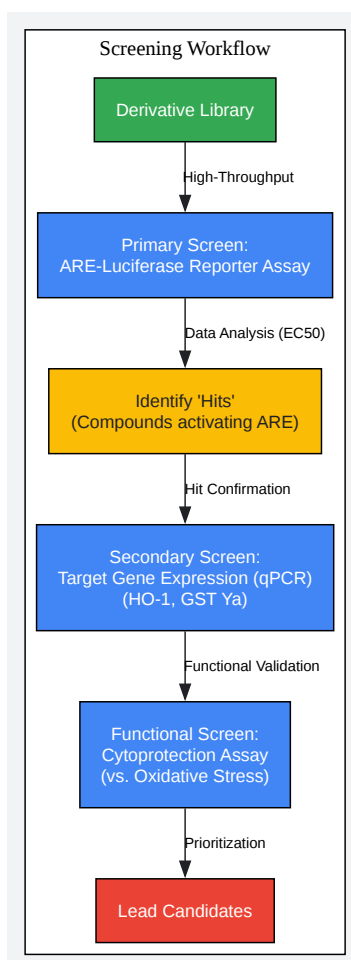 Screening Workflow
Derivative Library
High-Throughput
Primary Screen:
ARE-Luciferase Reporter Assay
Data Analysis (EC50)
Identify 'Hits'
(Compounds activating ARE)
Hit Confirmation
Secondary Screen:
Target Gene Expression (qPCR)
(HO-1, GST Ya)
Functional Validation
Functional Screen:
Cytoprotection Assay
(vs. Oxidative Stress)
Prioritization
Lead Candidates